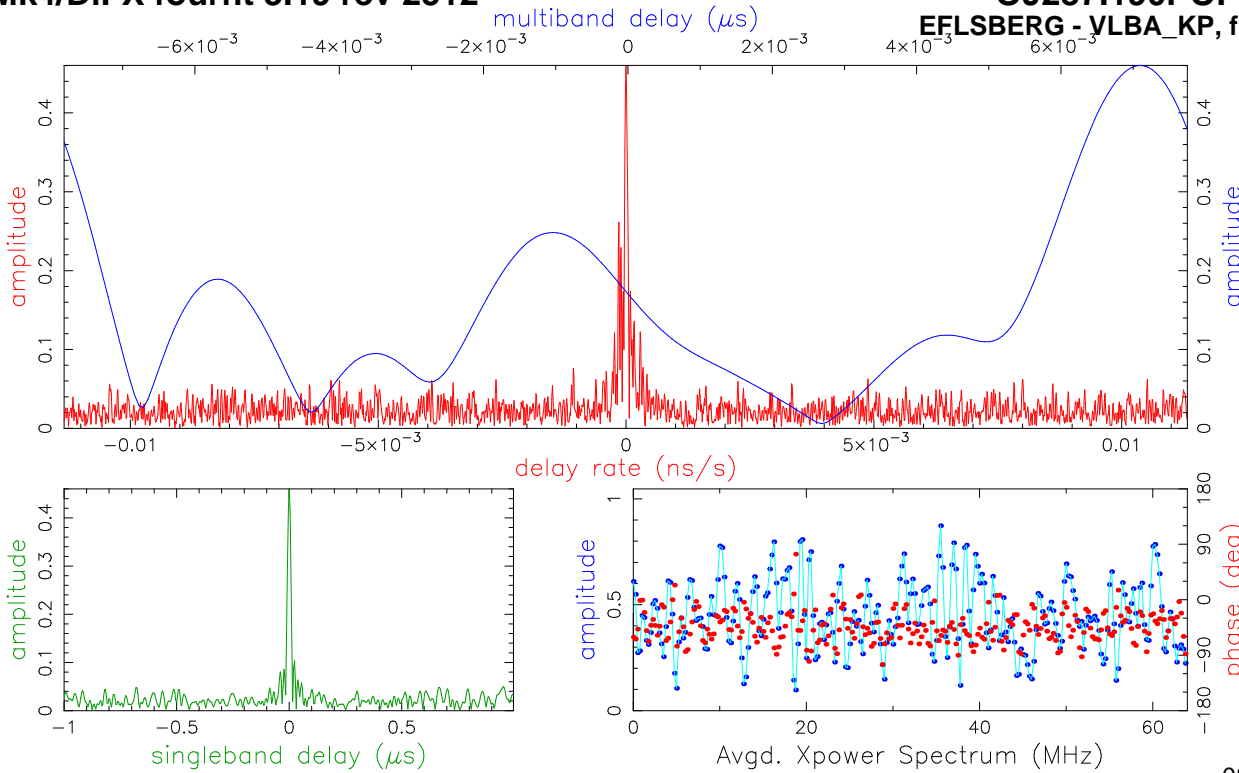 multiband delay (μs)
EFLSBERG - VLBA_KP, f
−6×10⁻³ −4×10⁻³ −2×10⁻³ 0 2×10⁻³ 4×10⁻³ 6×10⁻³
amplitude
0 0.1 0.2 0.3 0.4
amplitude
0 0.1 0.2 0.3 0.4
−0.01 −5×10⁻³ 0 5×10⁻³ 0.01
delay rate (ns/s)
amplitude
0 0.1 0.2 0.3 0.4
−1 −0.5 0 0.5
singleband delay (μs)
amplitude
0 0.5 1
phase (deg)
−180 −90 0 90 180
0 20 40 60
Avgd. Xpower Spectrum (MHz)